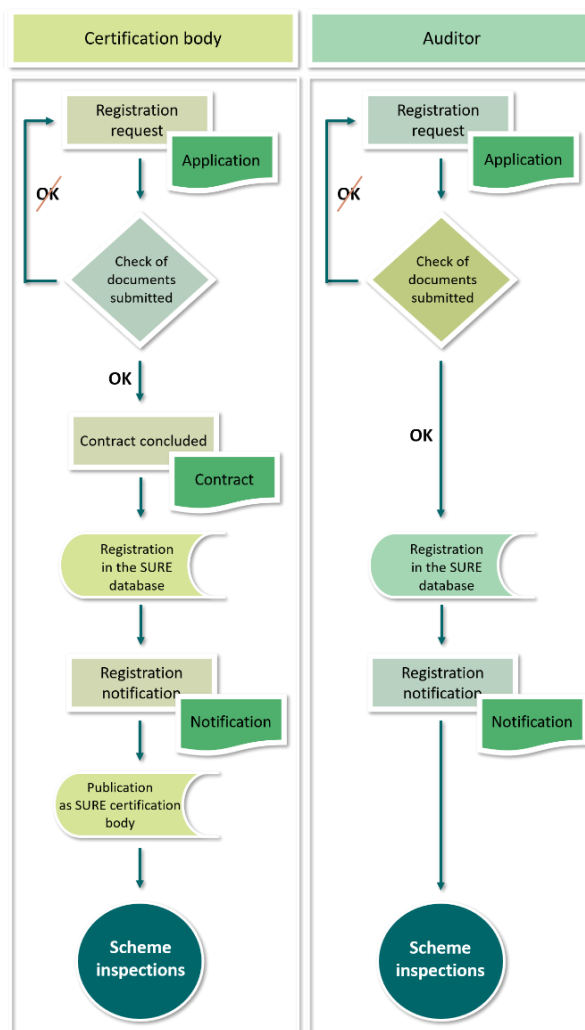 Certification body
Registration
request
Application
OK
Check of
documents
submitted
OK
Contract concluded
Contract
Registration
in the SURE
database
Registration
notification
Notification
Publication
as SURE certification
body
Scheme
inspections
Auditor
Registration
request
Application
OK
Check of
documents
submitted
OK
Registration
in the SURE
database
Registration
notification
Notification
Scheme
inspections